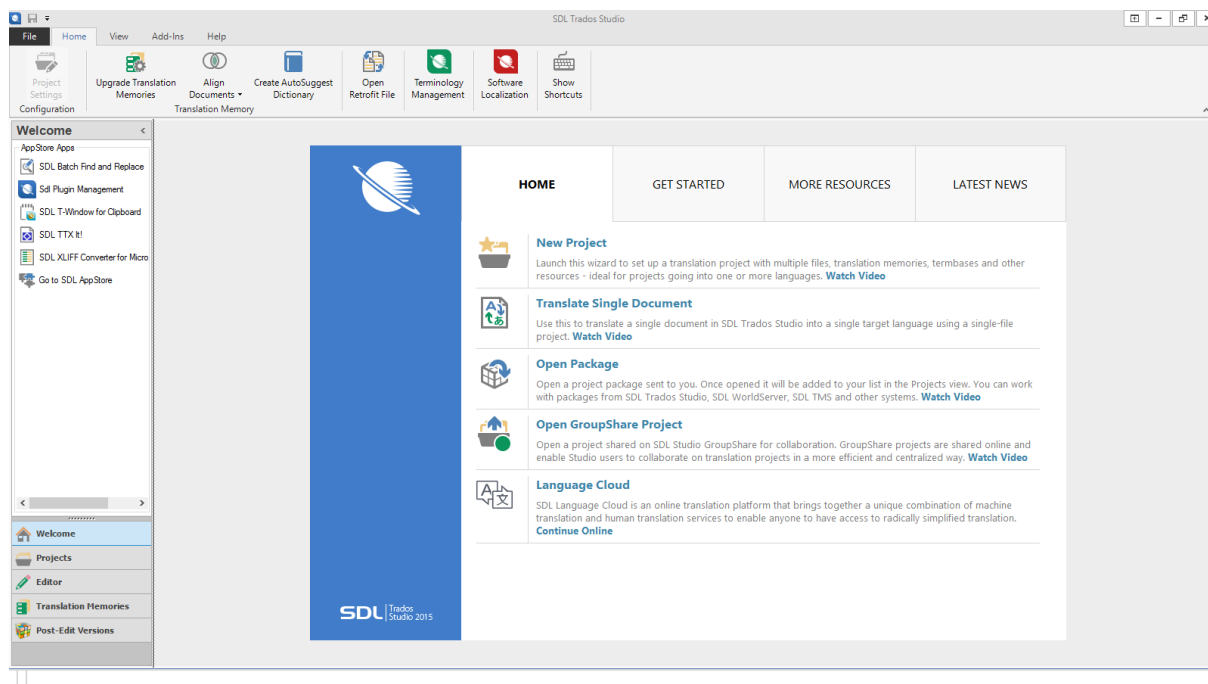 SDL Trados Studio
File Home View Add-Ins Help
Project Settings
Upgrade Translation Memories
Align Documents
Create AutoSuggest Dictionary
Open Retrofit File
Terminology Management
Software Localization
Show Shortcuts
Configuration
Translation Memory
Welcome
AppStore Apps
SDL Batch Find and Replace
Sdl Plugin Management
SDL T-Window for Clipboard
SDL TTX It!
SDL XLIFF Converter for Micro
Go to SDL AppStore
Welcome
Projects
Editor
Translation Memories
Post-Edit Versions
SDL Trados
Studio 2015
HOME GET STARTED MORE RESOURCES LATEST NEWS
New Project
Launch this wizard to set up a translation project with multiple files, translation memories, termbases and other
resources - ideal for projects going into one or more languages. Watch Video
Translate Single Document
Use this to translate a single document in SDL Trados Studio into a single target language using a single-file
project. Watch Video
Open Package
Open a project package sent to you. Once opened it will be added to your list in the Projects view. You can work
with packages from SDL Trados Studio, SDL WorldServer, SDL TMS and other systems. Watch Video
Open GroupShare Project
Open a project shared on SDL Studio GroupShare for collaboration. GroupShare projects are shared online and
enable Studio users to collaborate on translation projects in a more efficient and centralized way. Watch Video
Language Cloud
SDL Language Cloud is an online translation platform that brings together a unique combination of machine
translation and human translation services to enable anyone to have access to radically simplified translation.
Continue Online